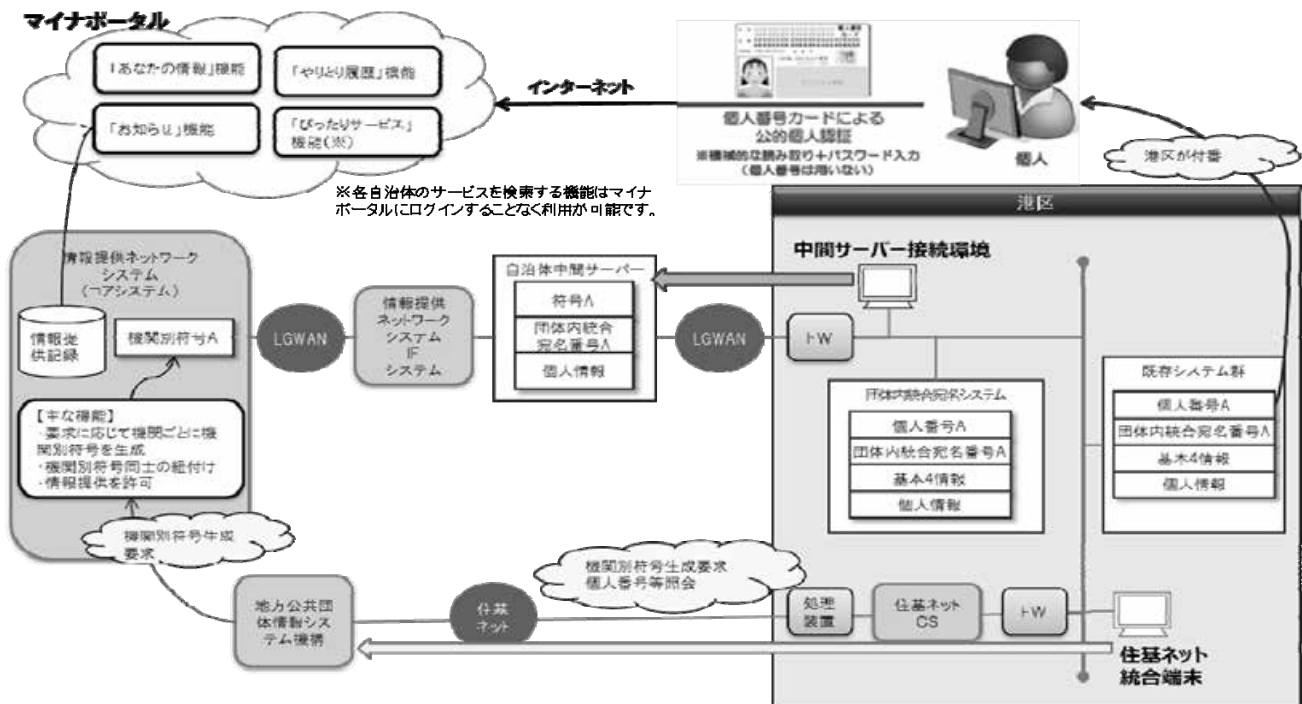 マイナポータル
「あなたの情報」機能
「やりとり履歴」機能
「お知らせ」機能
「ぴったりサービス」
機能(※)
インターネット
個人番号カードによる
公的個人認証
※機械的な読み取り+パスワード入力
(個人番号は用いない)
個人
港区が付番
※各自治体のサービスを検索する機能はマイナ
ポータルにログインすることなく利用が可能です。
港区
中間サーバー接続環境
情報提供ネットワーク
システム
(コアシステム)
情報提
供記録
機関別符号A
【主な機能】
・要求に応じて機関ごとに機
関別符号を生成
・機関別符号同士の紐付け
・情報提供を許可
機関別符号生成
要求
LGWAN
情報提供
ネットワーク
システム
IF
システム
自治体中間サーバー
符号A
団体内統合
宛名番号A
個人情報
LGWAN
FW
団体内統合宛名システム
個人番号A
団体内統合宛名番号A
基本4情報
個人情報
既存システム群
個人番号A
団体内統合宛名番号A
基本4情報
個人情報
地方公共団
体情報シス
テム機構
住基
ネット
機関別符号生成要求
個人番号等照会
処理
装置
住基ネット
CS
FW
住基ネット
統合端末